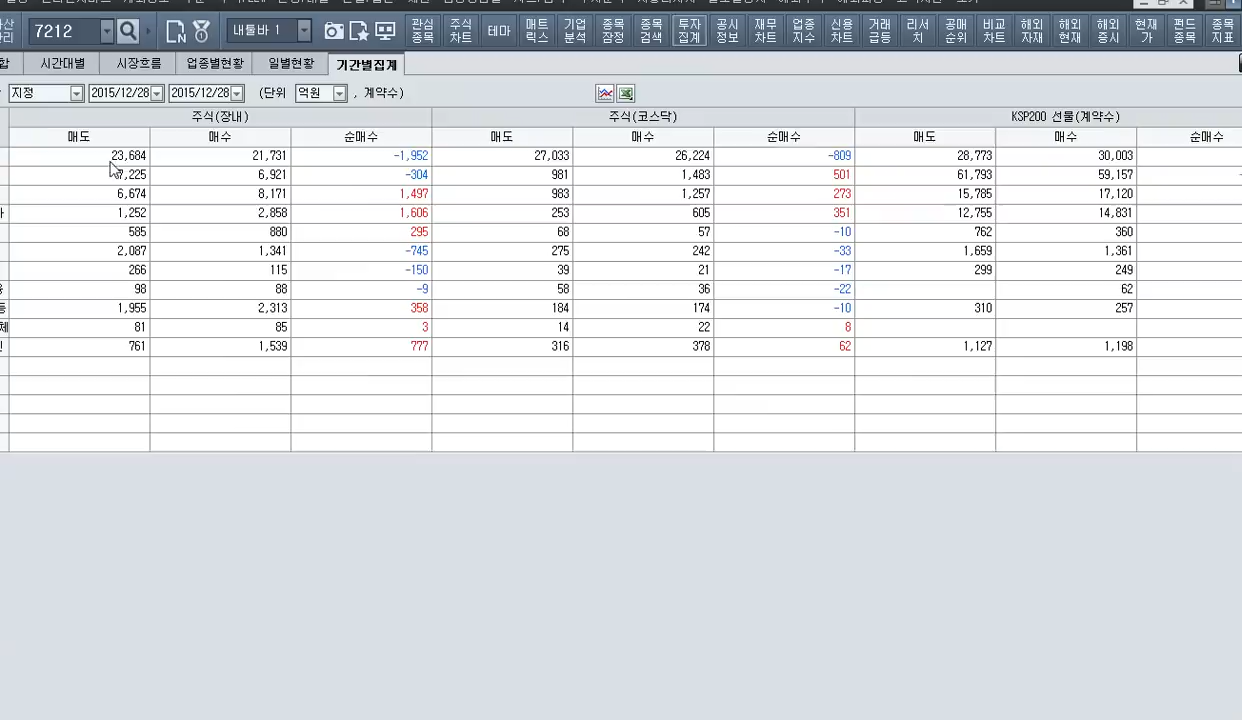 7212 내툴바 1 관심종목 주식차트 테마 매트릭스 기업분석 종목잠정 종목검색 투자집계 공시정보 재무차트 업종지수 신용차트 거래급등 리서치 공매순위 비교차트 해외자재 해외현재 해외증시 현재가 펀드종목 종목지표
합 시간대별 시장흐름 업종별현황 일별현황 기간별집계
지정 2015/12/28 2015/12/28 (단위 억원 , 계약수)
주식(장내) 주식(코스닥) KSP200 선물(계약수)
매도 매수 순매수 매도 매수 순매수 매도 매수 순매수
23,684 21,731 -1,952 27,033 26,224 -809 28,773 30,003
7,225 6,921 -304 981 1,483 501 61,793 59,157 -
6,674 8,171 1,497 983 1,257 273 15,785 17,120
1,252 2,858 1,606 253 605 351 12,755 14,831
585 880 295 68 57 -10 762 360
2,087 1,341 -745 275 242 -33 1,659 1,361
266 115 -150 39 21 -17 299 249
98 88 -9 58 36 -22 62
등 1,955 2,313 358 184 174 -10 310 257
체 81 85 3 14 22 8
761 1,539 777 316 378 62 1,127 1,198